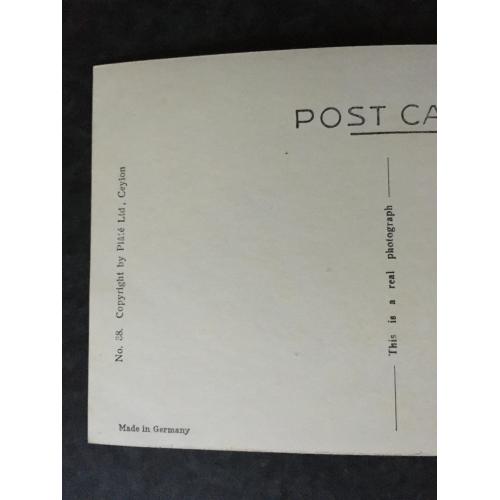 POST CA
This is a real photograph
No. 38. Copyright by Plâté Ltd, Ceylon
Made in Germany